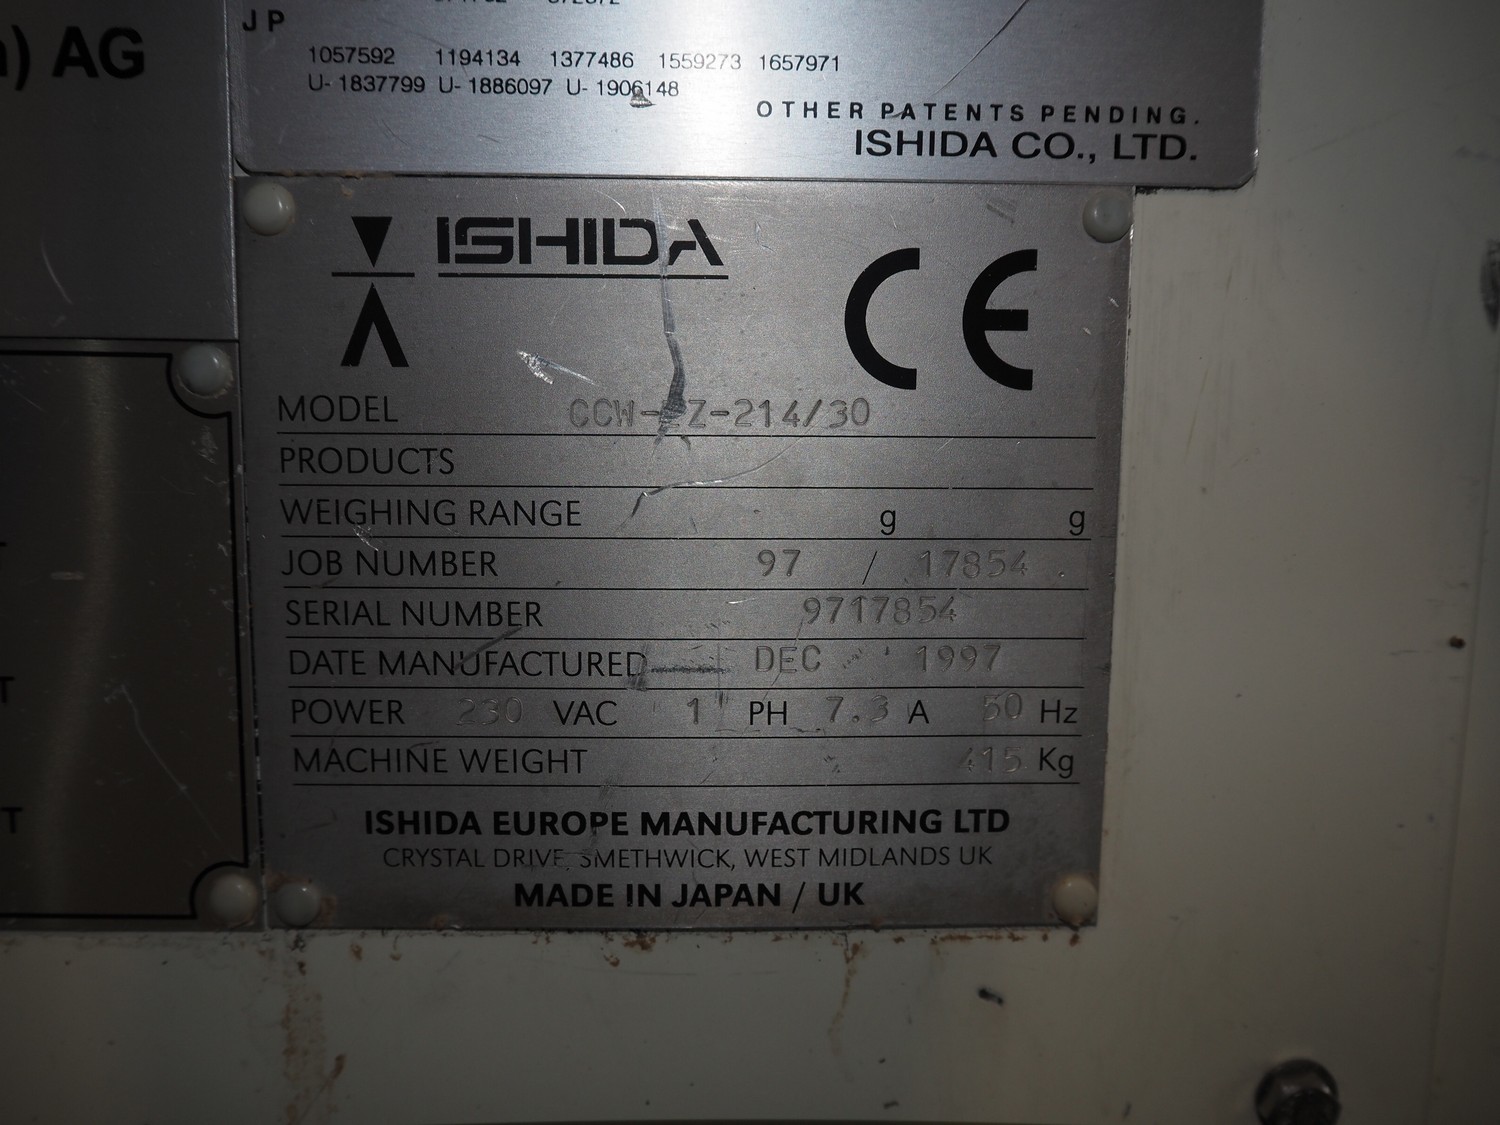 ) AG
J P
1057592 1194134 1377486 1559273 1657971
U- 1837799 U- 1886097 U- 1906148
OTHER PATENTS PENDING.
ISHIDA CO., LTD.
ISHIDA
CE
MODEL
PRODUCTS
WEIGHING RANGE g g
JOB NUMBER 97 / 17854
SERIAL NUMBER 9717854
DATE MANUFACTURED DEC 1997
POWER 230 VAC 1 PH 7.3 A 50 Hz
MACHINE WEIGHT 415 Kg
ISHIDA EUROPE MANUFACTURING LTD
CRYSTAL DRIVE, SMETHWICK, WEST MIDLANDS UK
MADE IN JAPAN / UK
T
T